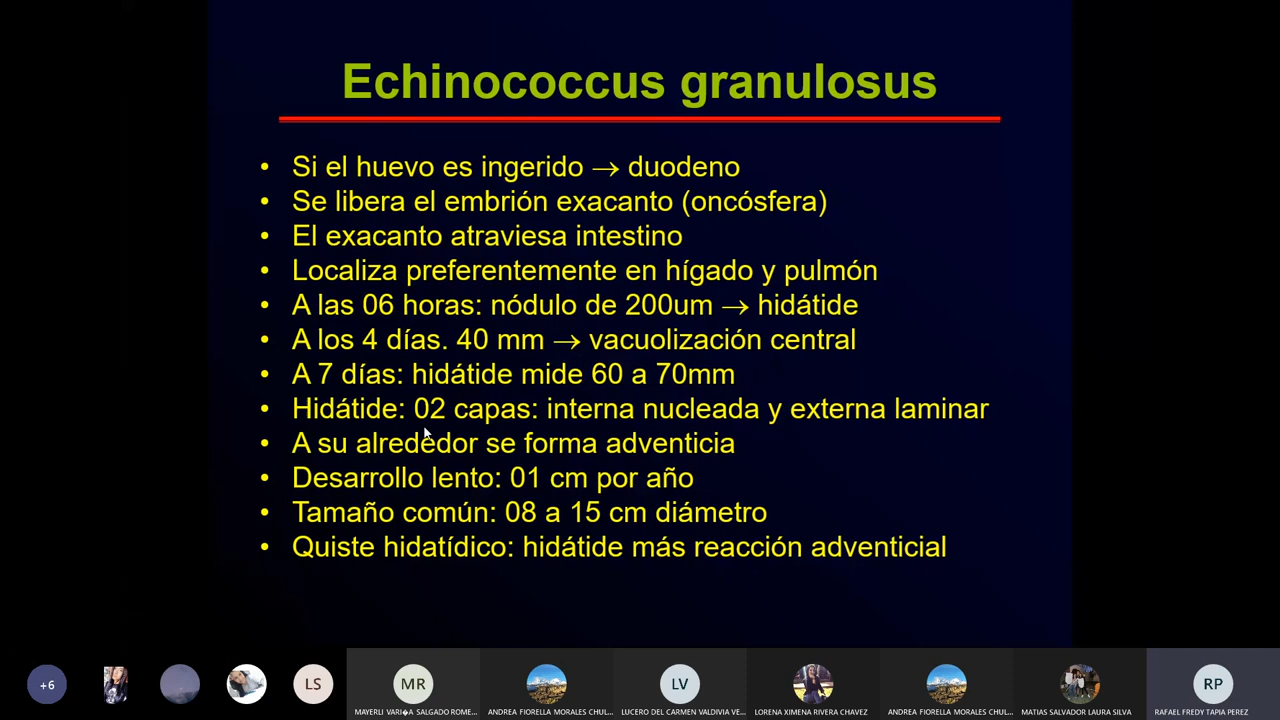 Echinococcus granulosus
• Si el huevo es ingerido → duodeno
• Se libera el embrión exacanto (oncósfera)
• El exacanto atraviesa intestino
• Localiza preferentemente en hígado y pulmón
• A las 06 horas: nódulo de 200um → hidátide
• A los 4 días. 40 mm → vacuolización central
• A 7 días: hidátide mide 60 a 70mm
• Hidátide: 02 capas: interna nucleada y externa laminar
• A su alrededor se forma adventicia
• Desarrollo lento: 01 cm por año
• Tamaño común: 08 a 15 cm diámetro
• Quiste hidatídico: hidátide más reacción adventicial
+6
LS
MR
LV
RP
MAYERLI VARI�A SALGADO ROME...
ANDREA FIORELLA MORALES CHUL...
LUCERO DEL CARMEN VALDIVIA VE...
LORENA XIMENA RIVERA CHAVEZ
ANDREA FIORELLA MORALES CHUL...
MATIAS SALVADOR LAURA SILVA
RAFAEL FREDY TAPIA PEREZ